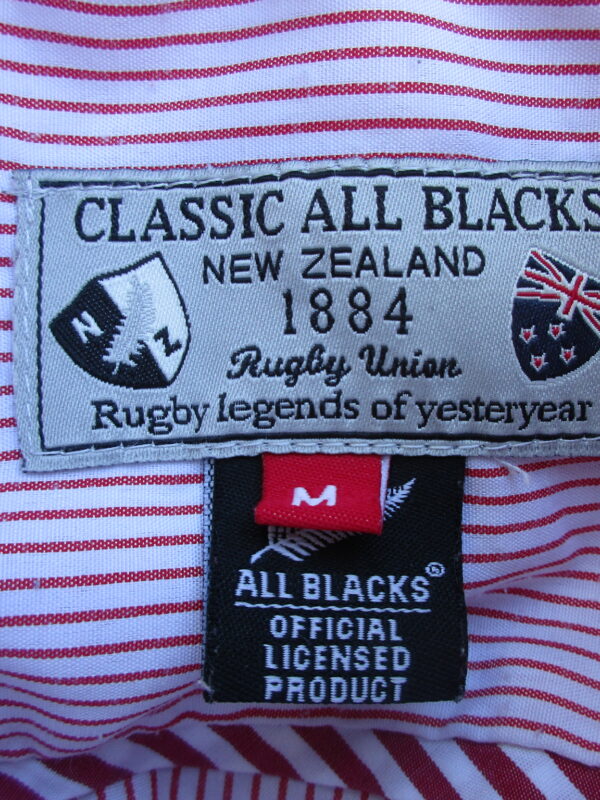 CLASSIC ALL BLACKS
NEW ZEALAND
1884
Rugby Union
N
Z
Rugby legends of yesteryear
M
ALL BLACKS®
OFFICIAL
LICENSED
PRODUCT